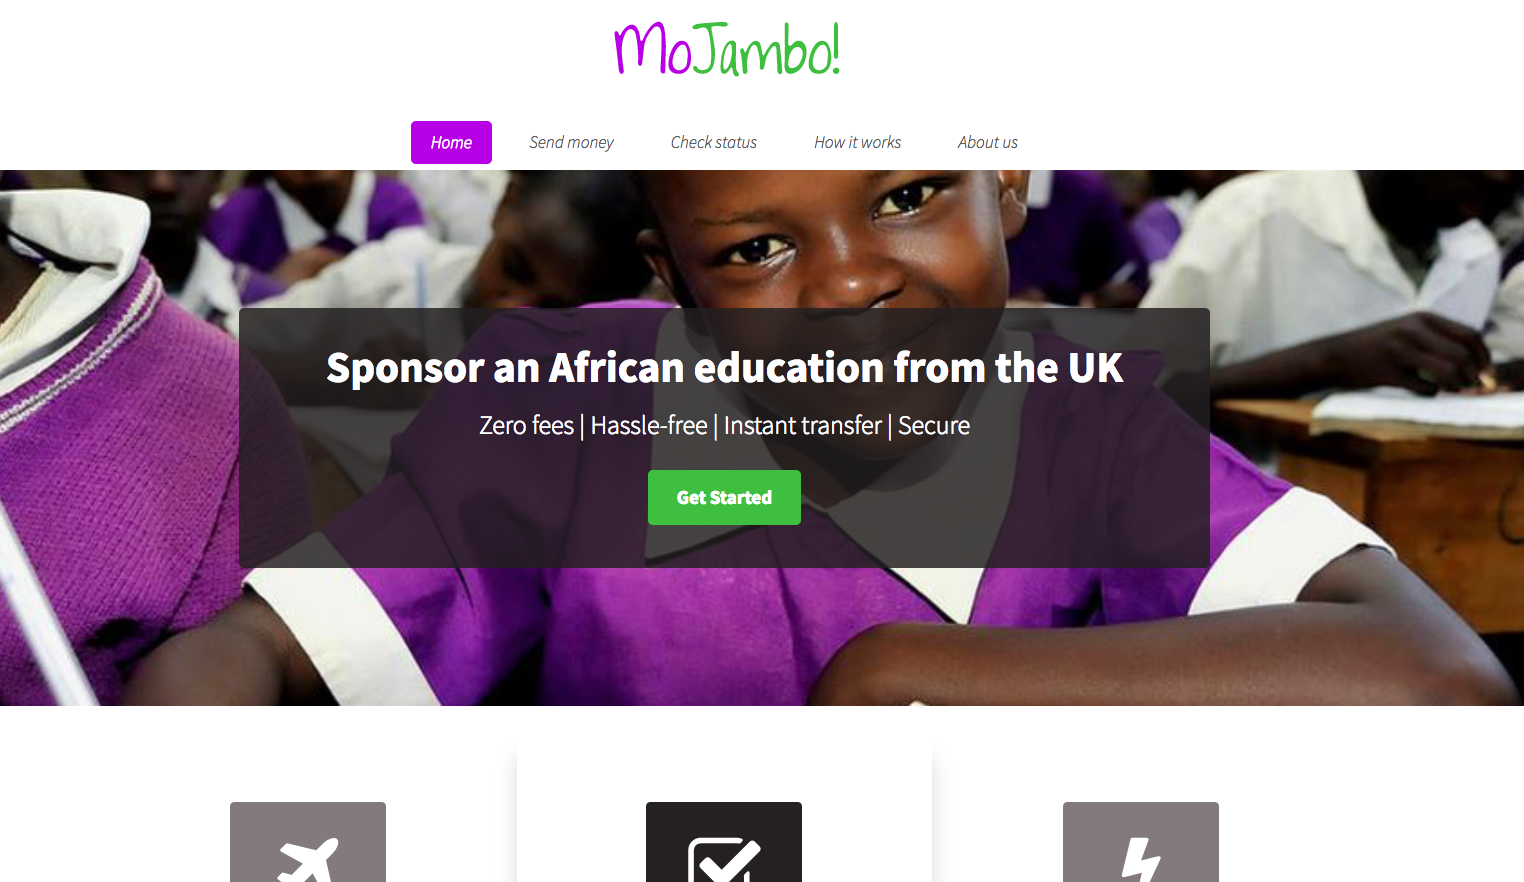 MoJambo!
Home Send money Check status How it works About us
Sponsor an African education from the UK
Zero fees | Hassle-free | Instant transfer | Secure
Get Started